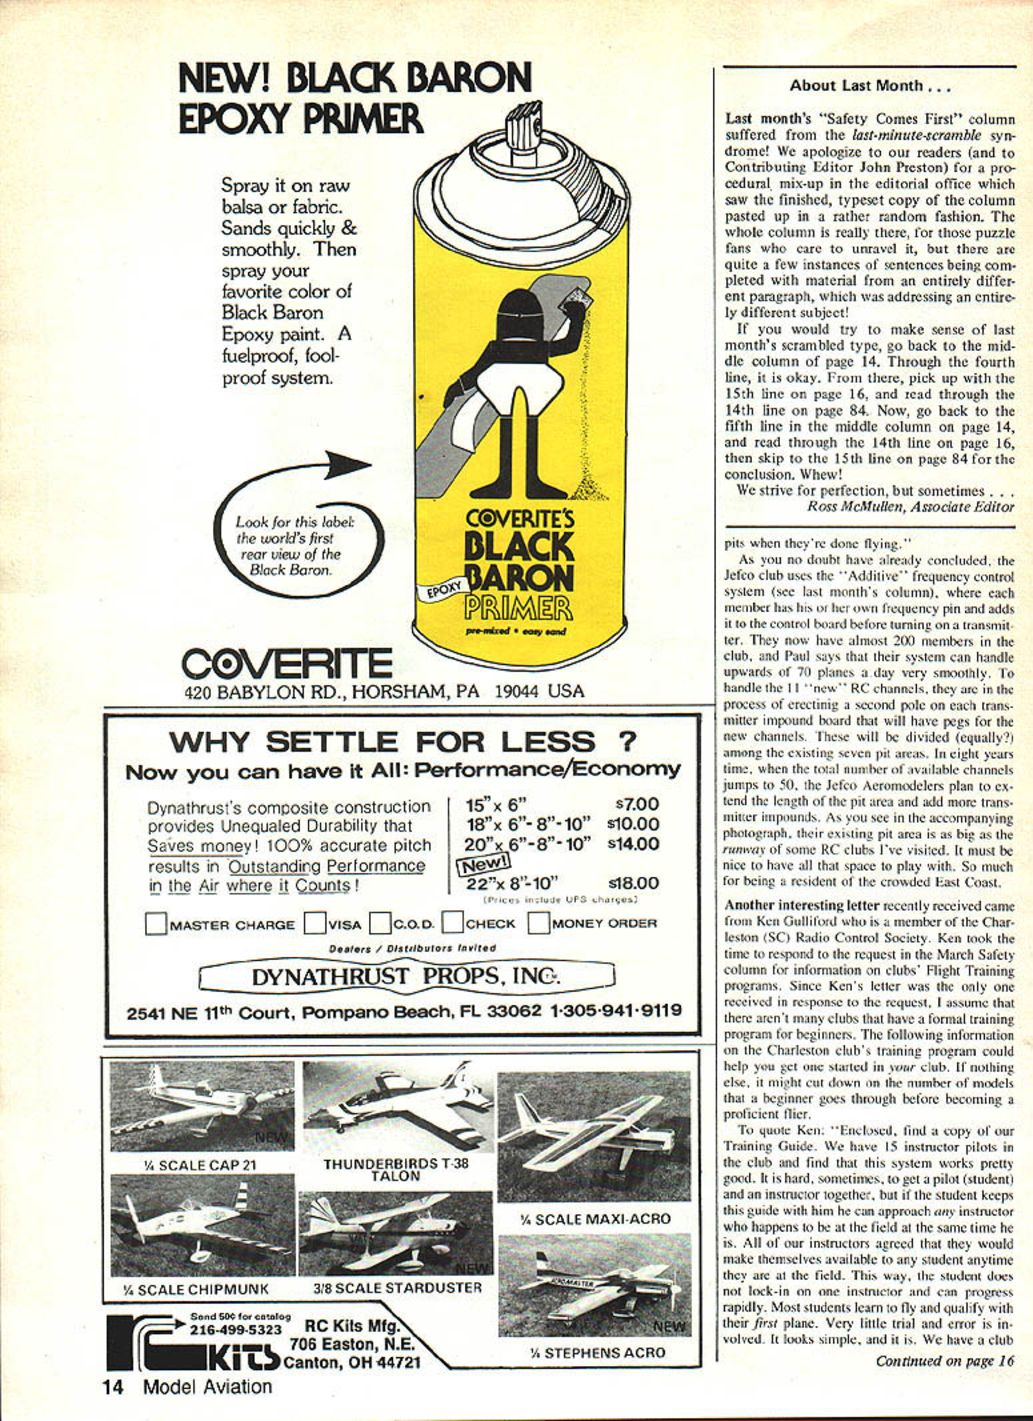 NEW! BLACK BARON
EPOXY PRIMER
Spray it on raw
balsa or fabric.
Sands quickly &
smoothly. Then
spray your
favorite color of
Black Baron
Epoxy paint. A
fuelproof, fool-
proof system.
Look for this label:
the world's first
rear view of the
Black Baron.
COVERITE'S
BLACK
BARON
EPOXY
PRIMER
pre-mixed • easy sand
COVERITE
420 BABYLON RD., HORSHAM, PA 19044 USA
WHY SETTLE FOR LESS ?
Now you can have it All: Performance/Economy
Dynathrust's composite construction
provides Unequaled Durability that
Saves money! 100% accurate pitch
results in Outstanding Performance
in the Air where it Counts!
15" x 6" $7.00
18"x 6"- 8"- 10" $10.00
20"x 6"- 8"- 10" $14.00
New!
22"x 8"-10" $18.00
(Prices include UPS charges)
MASTER CHARGE VISA C.O.D. CHECK MONEY ORDER
Dealers / Distributors Invited
DYNATHRUST PROPS, INC.
2541 NE 11th Court, Pompano Beach, FL 33062 1-305-941-9119
NEW
¼ SCALE CAP 21
THUNDERBIRDS T-38
TALON
¼ SCALE MAXI-ACRO
¼ SCALE CHIPMUNK
NEW
3/8 SCALE STARDUSTER
ACROMASTER
NEW
¼ STEPHENS ACRO
Send 50¢ for catalog
216-499-5323
rc KITS
RC Kits Mfg.
706 Easton, N.E.
Canton, OH 44721
14 Model Aviation
About Last Month . . .
Last month's "Safety Comes First" column
suffered from the last-minute-scramble syn-
drome! We apologize to our readers (and to
Contributing Editor John Preston) for a pro-
cedural mix-up in the editorial office which
saw the finished, typeset copy of the column
pasted up in a rather random fashion. The
whole column is really there, for those puzzle
fans who care to unravel it, but there are
quite a few instances of sentences being com-
pleted with material from an entirely differ-
ent paragraph, which was addressing an entire-
ly different subject!
If you would try to make sense of last
month's scrambled type, go back to the mid-
dle column of page 14. Through the fourth
line, it is okay. From there, pick up with the
15th line on page 16, and read through the
14th line on page 84. Now, go back to the
fifth line in the middle column on page 14,
and read through the 14th line on page 16,
then skip to the 15th line on page 84 for the
conclusion. Whew!
We strive for perfection, but sometimes . . .
Ross McMullen, Associate Editor
pits when they're done flying."
As you no doubt have already concluded, the
Jefco club uses the "Additive" frequency control
system (see last month's column), where each
member has his or her own frequency pin and adds
it to the control board before turning on a transmit-
ter. They now have almost 200 members in the
club, and Paul says that their system can handle
upwards of 70 planes a day very smoothly. To
handle the 11 "new" RC channels, they are in the
process of erecting a second pole on each trans-
mitter impound board that will have pegs for the
new channels. These will be divided (equally?)
among the existing seven pit areas. In eight years
time, when the total number of available channels
jumps to 50, the Jefco Aeromodelers plan to ex-
tend the length of the pit area and add more trans-
mitter impounds. As you see in the accompanying
photograph, their existing pit area is as big as the
runway of some RC clubs I've visited. It must be
nice to have all that space to play with. So much
for being a resident of the crowded East Coast.
Another interesting letter recently received came
from Ken Gulliford who is a member of the Char-
leston (SC) Radio Control Society. Ken took the
time to respond to the request in the March Safety
column for information on clubs' Flight Training
programs. Since Ken's letter was the only one
received in response to the request, I assume that
there aren't many clubs that have a formal training
program for beginners. The following information
on the Charleston club's training program could
help you get one started in your club. If nothing
else, it might cut down on the number of models
that a beginner goes through before becoming a
proficient flier.
To quote Ken: "Enclosed, find a copy of our
Training Guide. We have 15 instructor pilots in
the club and find that this system works pretty
good. It is hard, sometimes, to get a pilot (student)
and an instructor together, but if the student keeps
this guide with him he can approach any instructor
who happens to be at the field at the same time he
is. All of our instructors agreed that they would
make themselves available to any student anytime
they are at the field. This way, the student does
not lock-in on one instructor and can progress
rapidly. Most students learn to fly and qualify with
their first plane. Very little trial and error is in-
volved. It looks simple, and it is. We have a club
Continued on page 16